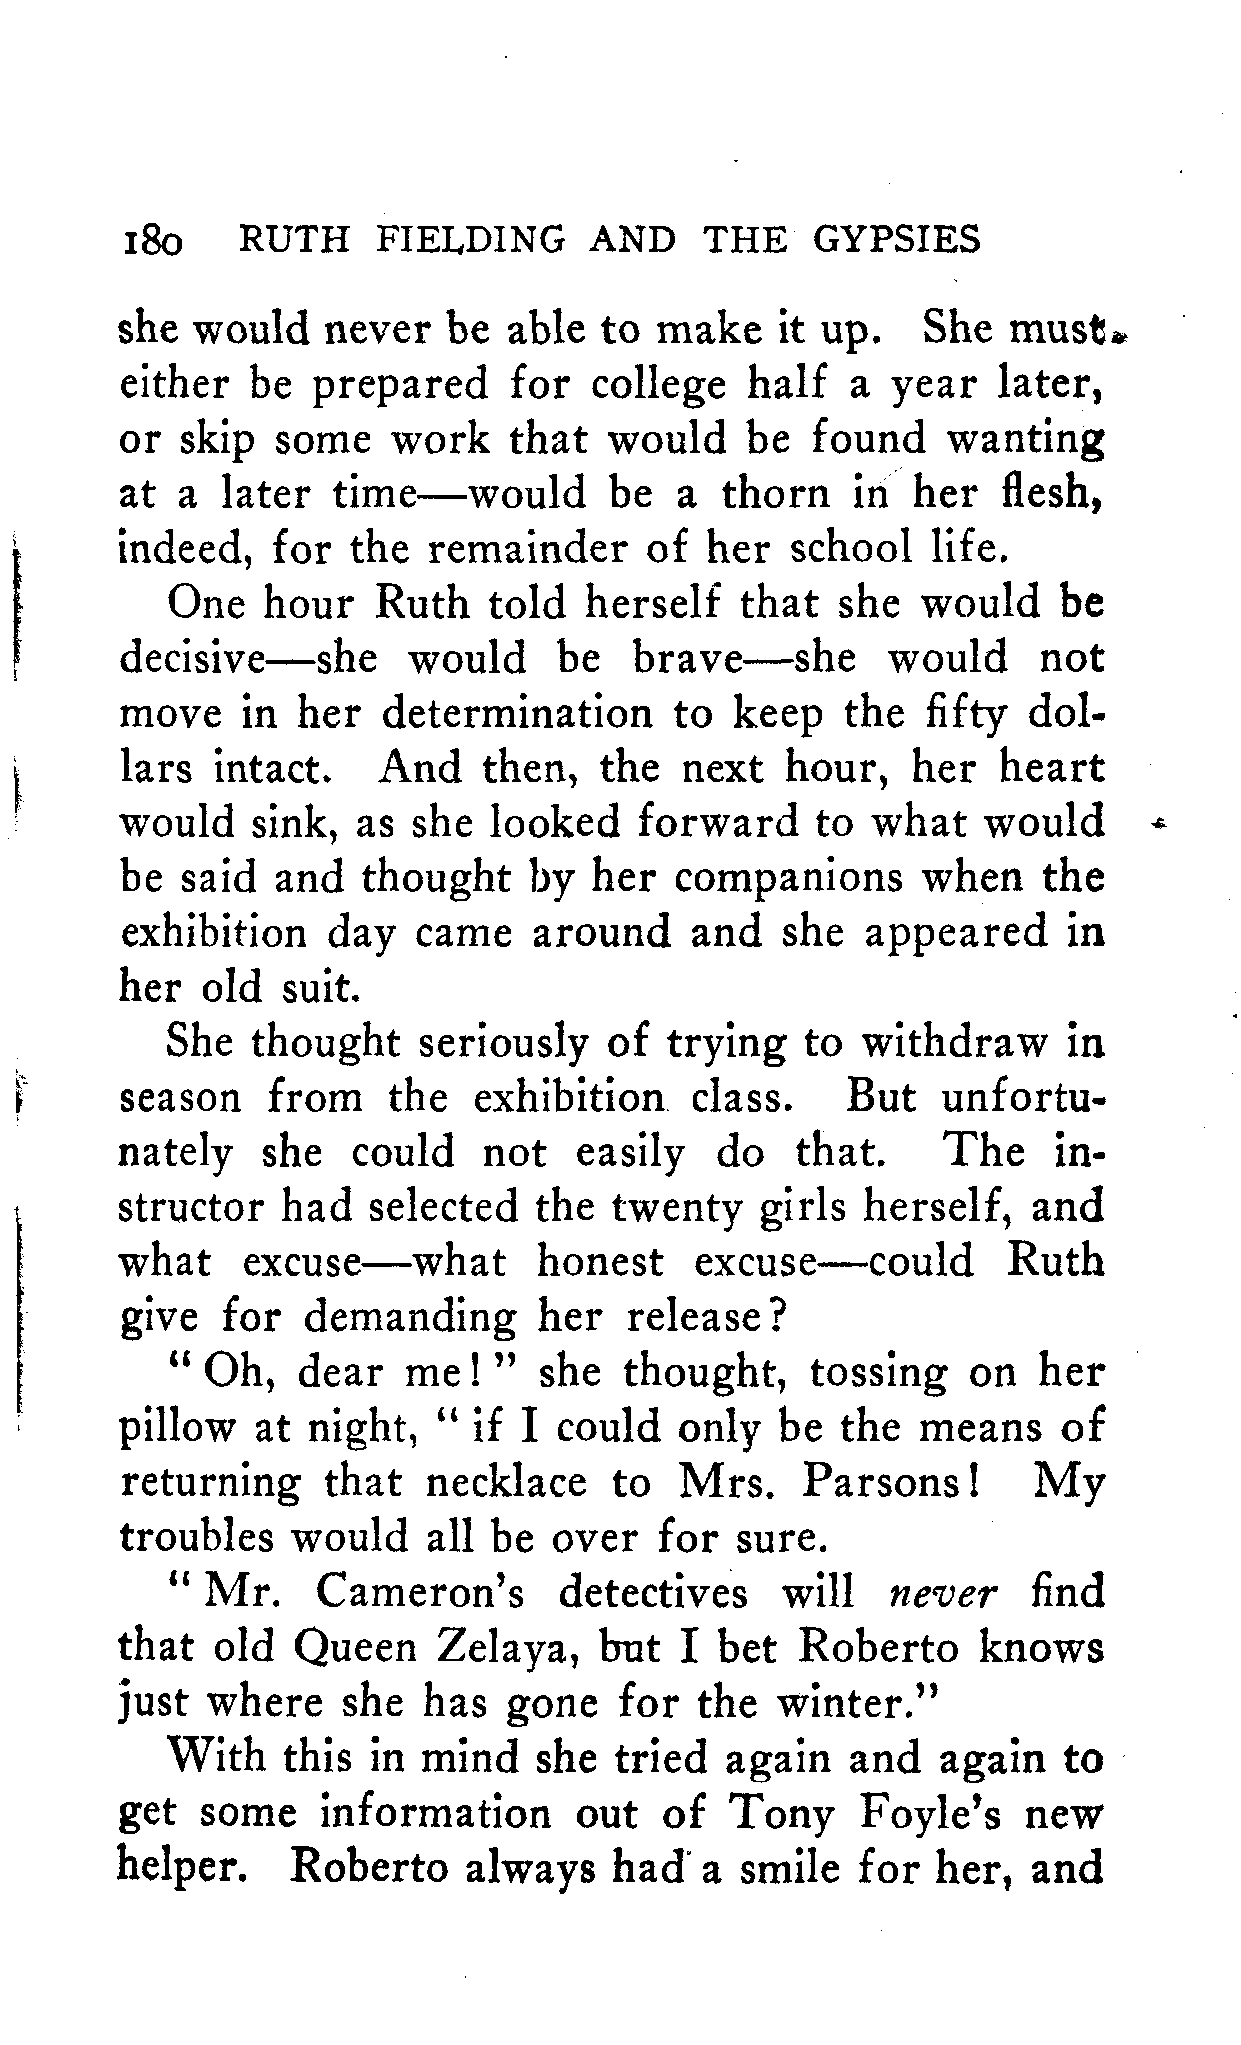 180 RUTH FIELDING AND THE GYPSIES
she would never be able to make it up. She must
either be prepared for college half a year later,
or skip some work that would be found wanting
at a later time—would be a thorn in her flesh,
indeed, for the remainder of her school life.
One hour Ruth told herself that she would be
decisive—she would be brave—she would not
move in her determination to keep the fifty dol-
lars intact. And then, the next hour, her heart
would sink, as she looked forward to what would
be said and thought by her companions when the
exhibition day came around and she appeared in
her old suit.
She thought seriously of trying to withdraw in
season from the exhibition class. But unfortu-
nately she could not easily do that. The in-
structor had selected the twenty girls herself, and
what excuse—what honest excuse—could Ruth
give for demanding her release?
" Oh, dear me! " she thought, tossing on her
pillow at night, " if I could only be the means of
returning that necklace to Mrs. Parsons! My
troubles would all be over for sure.
" Mr. Cameron's detectives will never find
that old Queen Zelaya, but I bet Roberto knows
just where she has gone for the winter."
With this in mind she tried again and again to
get some information out of Tony Foyle's new
helper. Roberto always had a smile for her, and